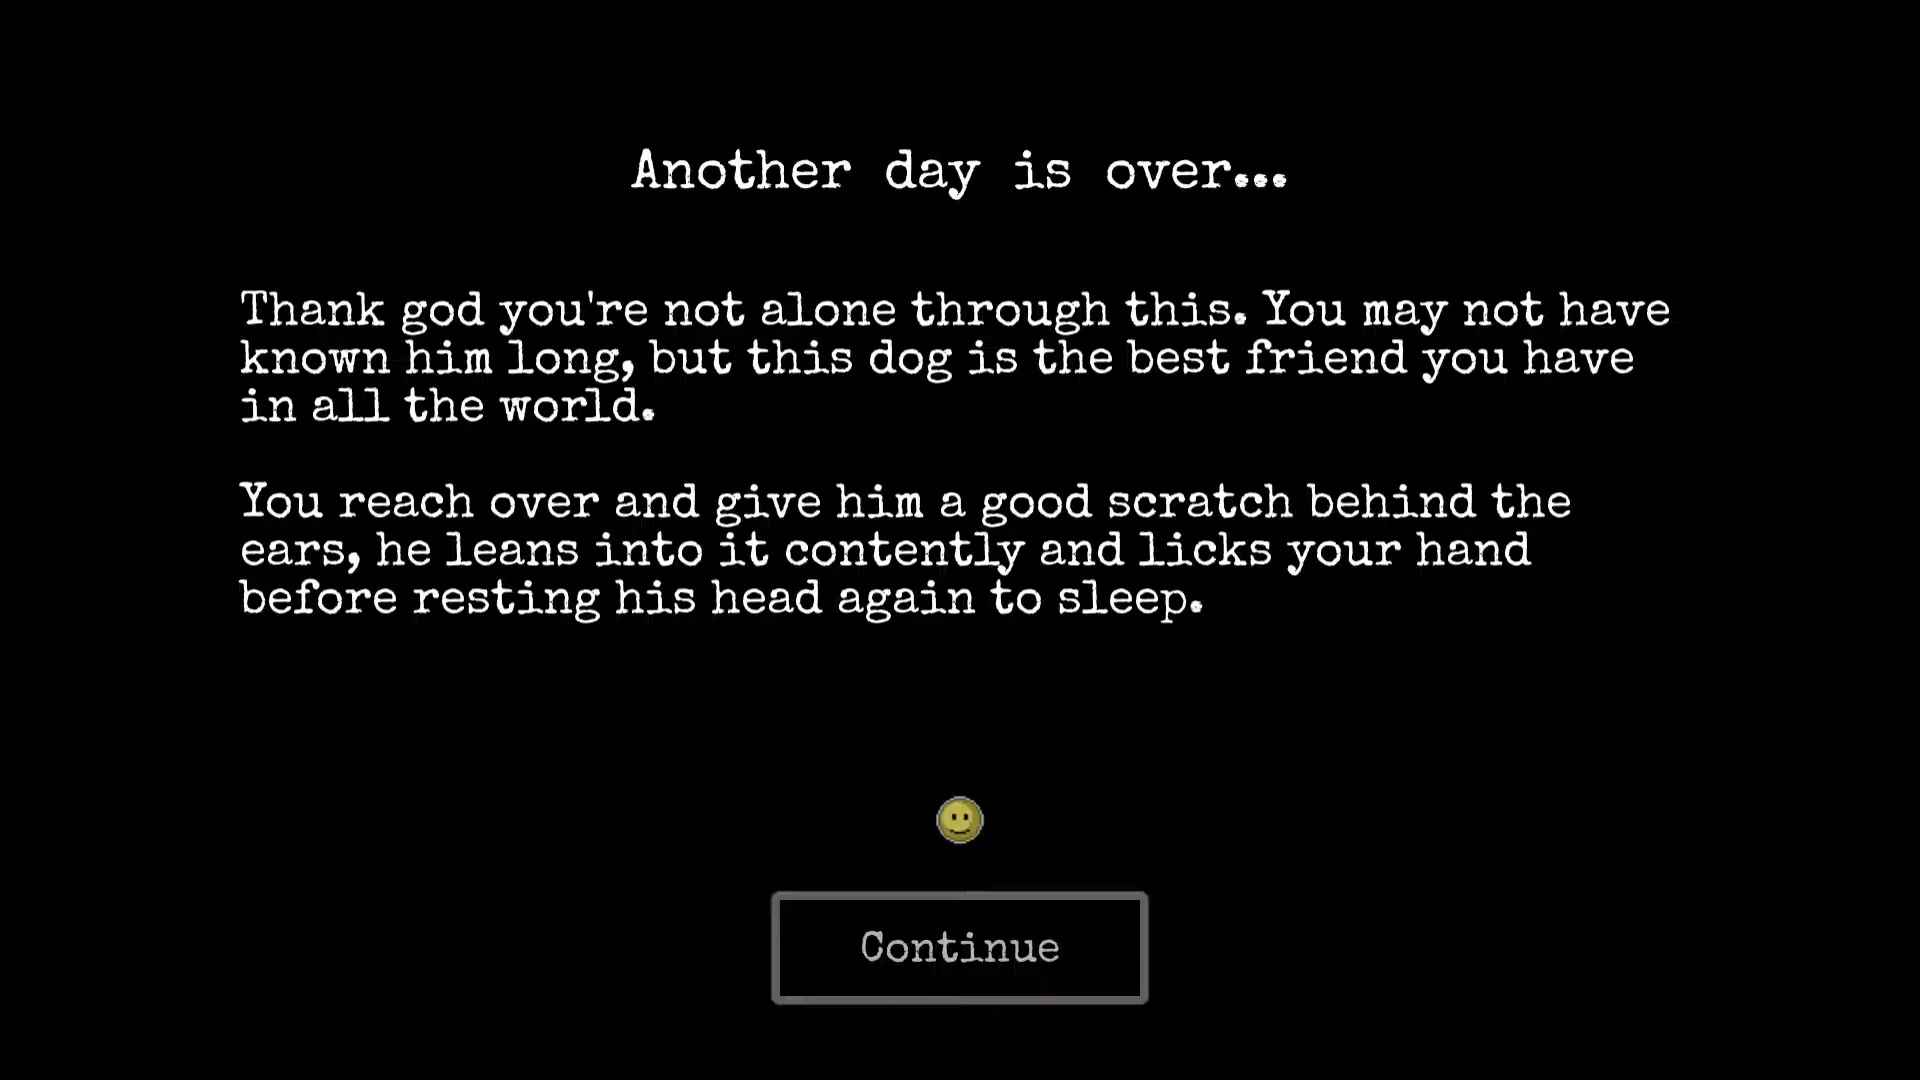 Another day is over...
Thank god you're not alone through this. You may not have
known him long, but this dog is the best friend you have
in all the world.
You reach over and give him a good scratch behind the
ears, he leans into it contently and licks your hand
before resting his head again to sleep.
Continue